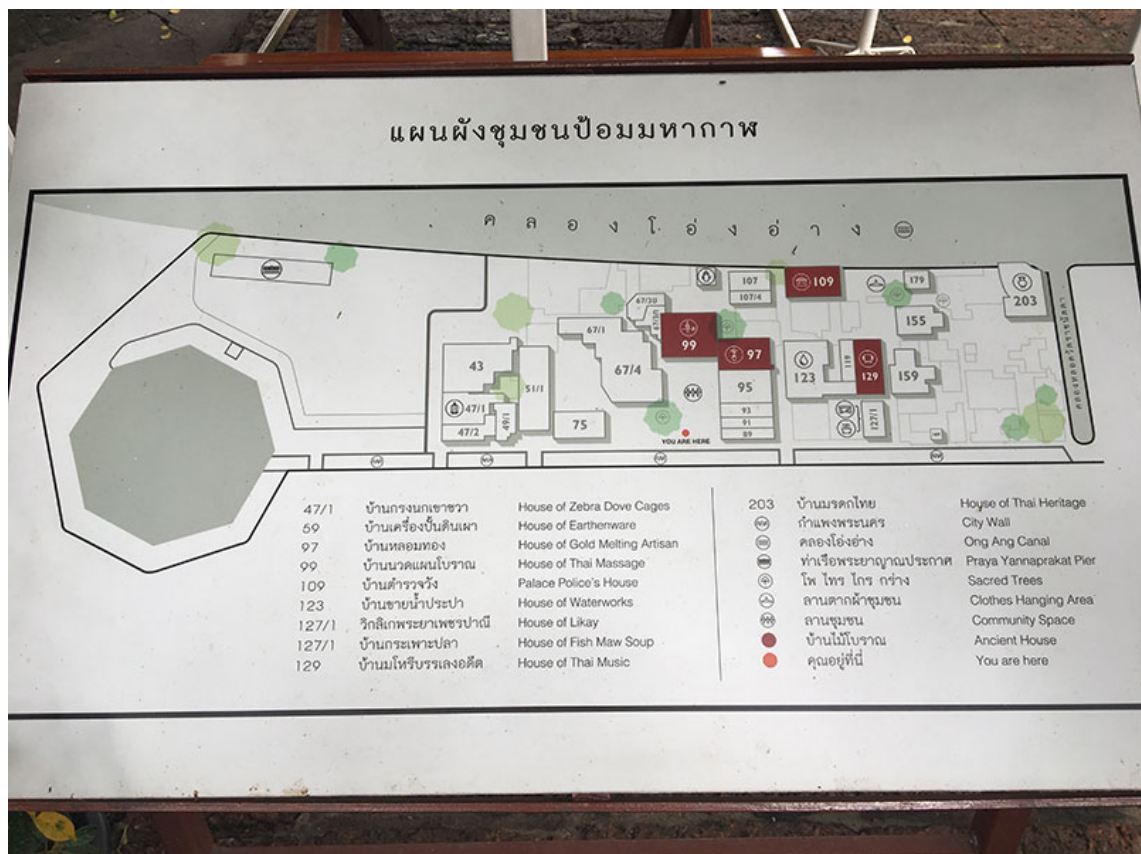 แผนผังชุมชนป้อมมหากาฬ
คลองโอ่งอ่าง
107
107/4
109
179
203
67/20
67/30
67/1
99
97
155
43
51/1
67/4
95
123
119
129
159
47/1
49/1
47/2
75
93
91
89
127/1
YOU ARE HERE
47/1 บ้านกรงนกเขาชวา House of Zebra Dove Cages
59 บ้านเครื่องปั้นดินเผา House of Earthenware
97 บ้านหลอมทอง House of Gold Melting Artisan
99 บ้านนวดแผนโบราณ House of Thai Massage
109 บ้านตำรวจวัง Palace Police's House
123 บ้านขายน้ำประปา House of Waterworks
127/1 วิกลิเกพระยาเพชรปาณี House of Likay
127/1 บ้านกระเพาะปลา House of Fish Maw Soup
129 บ้านมโหรีบรรเลงอดีต House of Thai Music
203 บ้านมรดกไทย House of Thai Heritage
กำแพงพระนคร City Wall
คลองโอ่งอ่าง Ong Ang Canal
ท่าเรือพระยาญาณประกาศ Praya Yannaprakat Pier
โพ ไทร ไกร กร่าง Sacred Trees
ลานตากผ้าชุมชน Clothes Hanging Area
ลานชุมชน Community Space
บ้านไม้โบราณ Ancient House
คุณอยู่ที่นี่ You are here